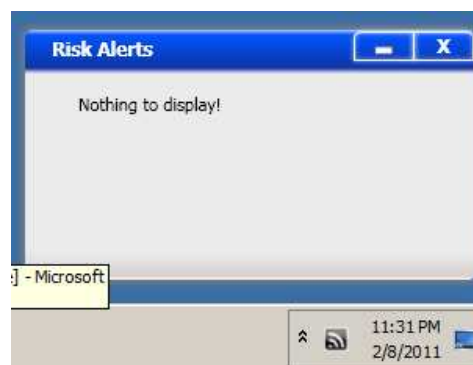 Risk Alerts
Nothing to display!
] - Microsoft
11:31 PM
2/8/2011